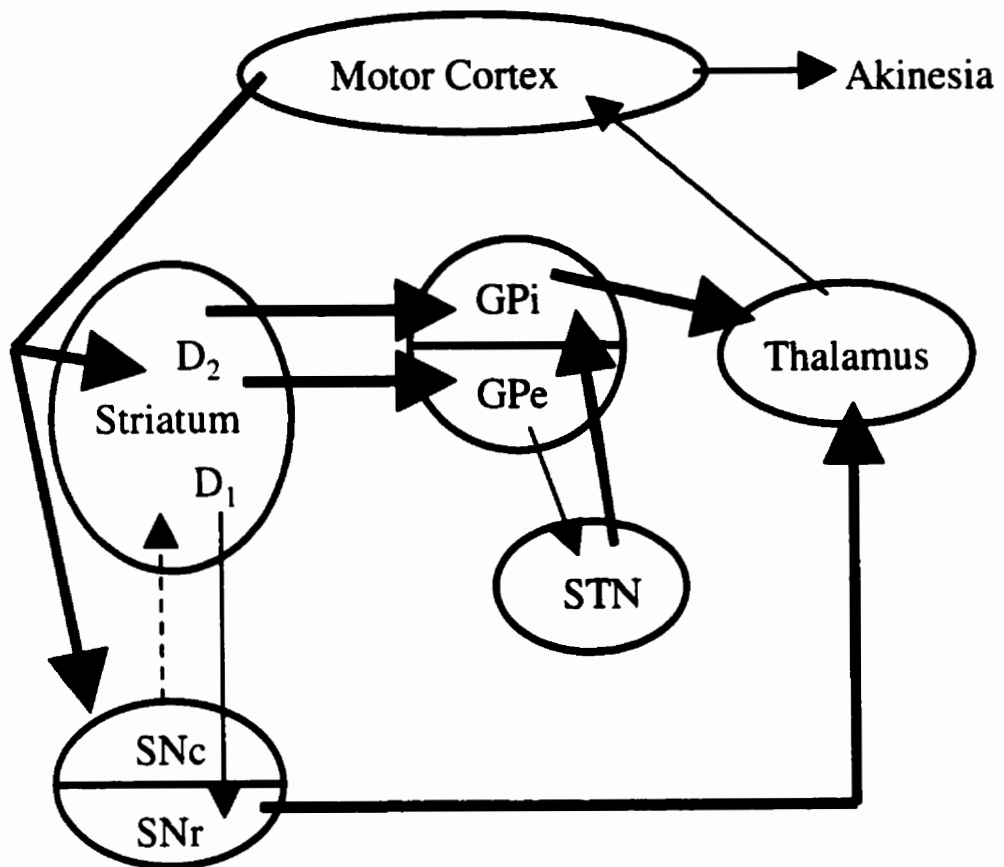 Motor Cortex
Akinesia
GPi
D₂
Thalamus
GPe
Striatum
D₁
STN
SNc
SNr